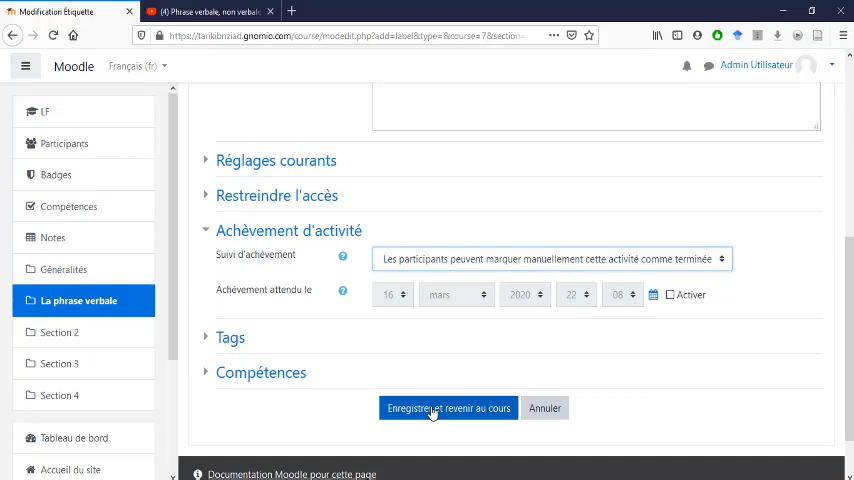 Modification Étiquette
(4) Phrase verbale, non verbale
https://tarikibnziad.gnomio.com/course/modedit.php?add=label&type=&course=7&section=
Moodle
Français (fr)
Admin Utilisateur
LF
Participants
Badges
Compétences
Notes
Généralités
La phrase verbale
Section 2
Section 3
Section 4
Tableau de bord
Accueil du site
Réglages courants
Restreindre l'accès
Achèvement d'activité
Suivi d'achèvement
Les participants peuvent marquer manuellement cette activité comme terminée
Achèvement attendu le
16 mars 2020 22 08 Activer
Tags
Compétences
Enregistrer et revenir au cours Annuler
Documentation Moodle pour cette page